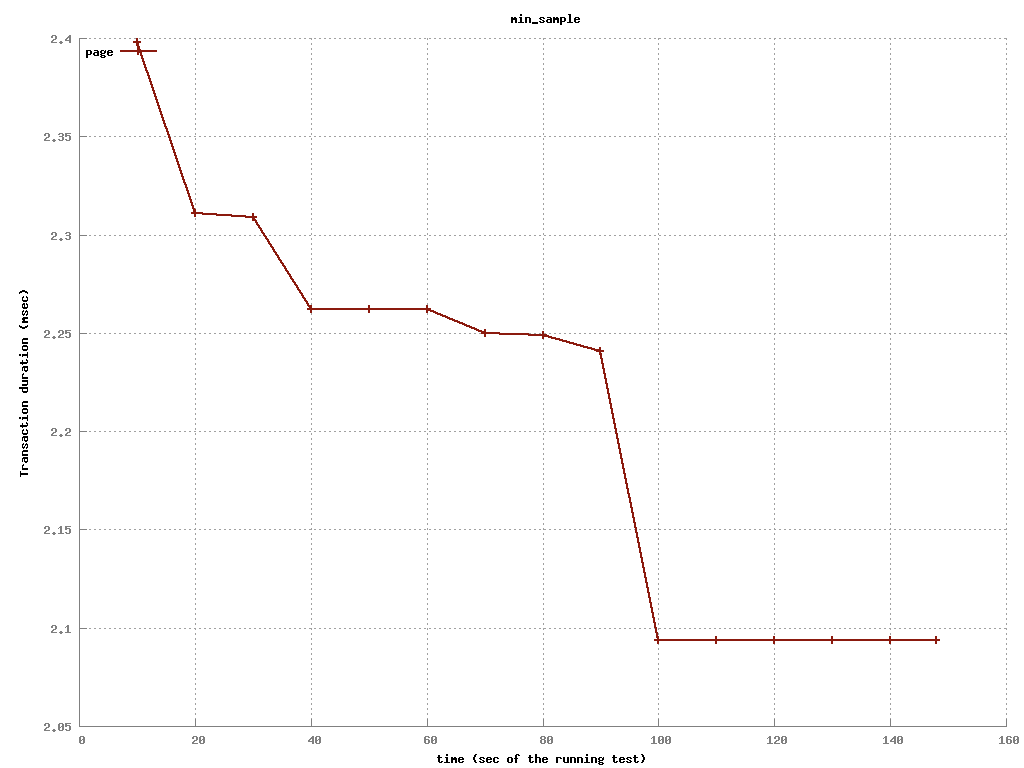 min_sample
page
2.4
2.35
2.3
2.25
2.2
2.15
2.1
2.05
Transaction duration (msec)
0 20 40 60 80 100 120 140 160
time (sec of the running test)